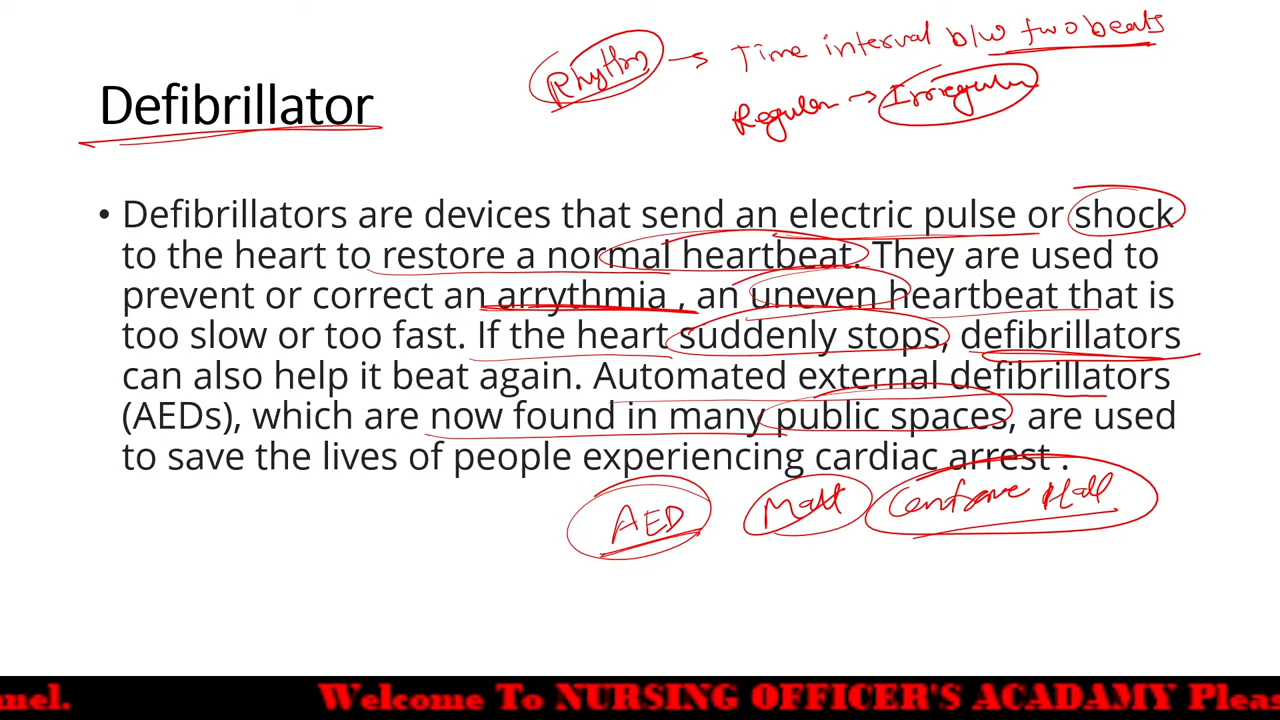 Rhythm → Time interval b/w two beats
Regular → Irregular
Defibrillator
• Defibrillators are devices that send an electric pulse or shock
to the heart to restore a normal heartbeat. They are used to
prevent or correct an arrythmia , an uneven heartbeat that is
too slow or too fast. If the heart suddenly stops, defibrillators
can also help it beat again. Automated external defibrillators
(AEDs), which are now found in many public spaces, are used
to save the lives of people experiencing cardiac arrest .
AED Hall
nnel. Welcome To NURSING OFFICER'S ACADAMY Pleas